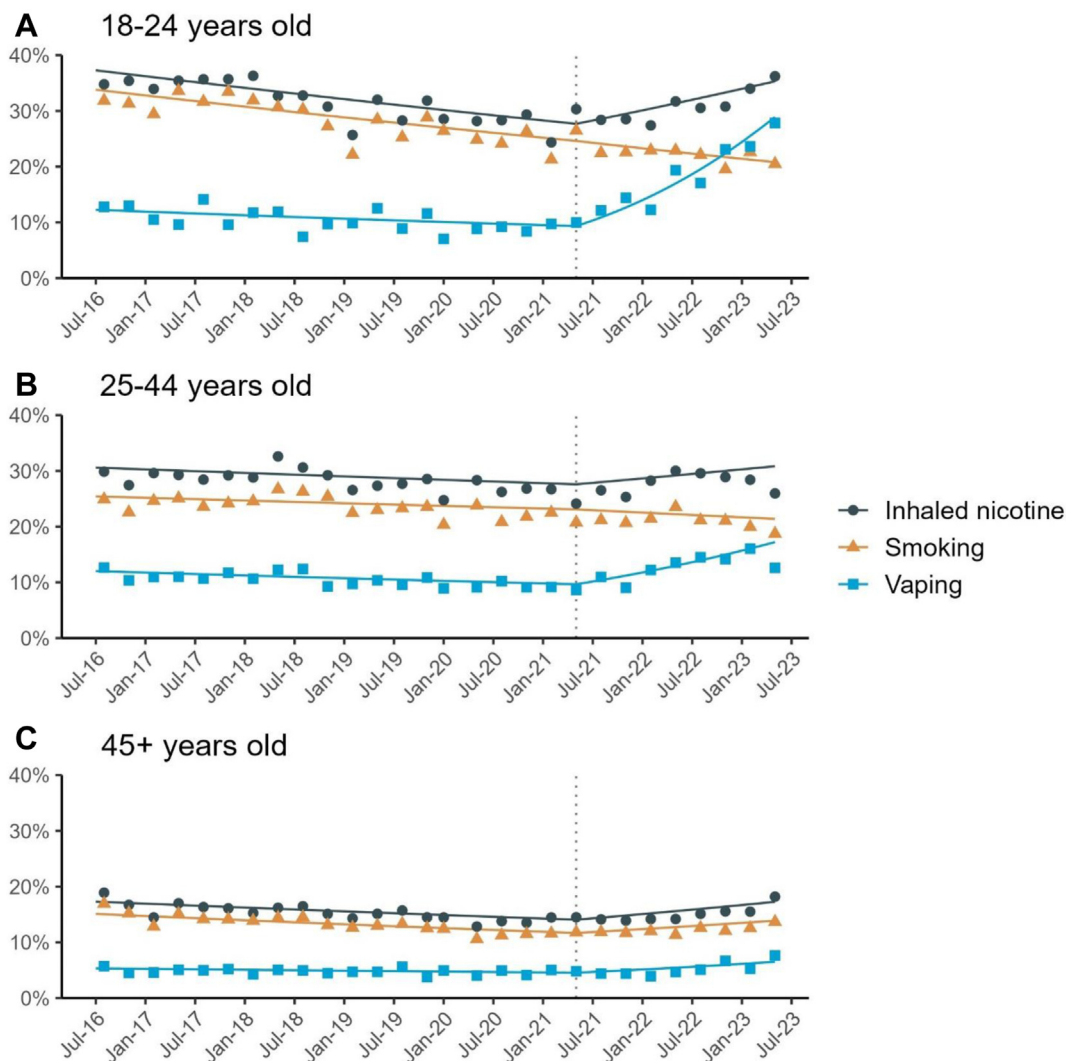 A 18-24 years old
40%
30%
20%
10%
0%
Jul-16 Jan-17 Jul-17 Jan-18 Jul-18 Jan-19 Jul-19 Jan-20 Jul-20 Jan-21 Jul-21 Jan-22 Jul-22 Jan-23 Jul-23
B 25-44 years old
40%
30%
20%
10%
0%
Jul-16 Jan-17 Jul-17 Jan-18 Jul-18 Jan-19 Jul-19 Jan-20 Jul-20 Jan-21 Jul-21 Jan-22 Jul-22 Jan-23 Jul-23
Inhaled nicotine
Smoking
Vaping
C 45+ years old
40%
30%
20%
10%
0%
Jul-16 Jan-17 Jul-17 Jan-18 Jul-18 Jan-19 Jul-19 Jan-20 Jul-20 Jan-21 Jul-21 Jan-22 Jul-22 Jan-23 Jul-23